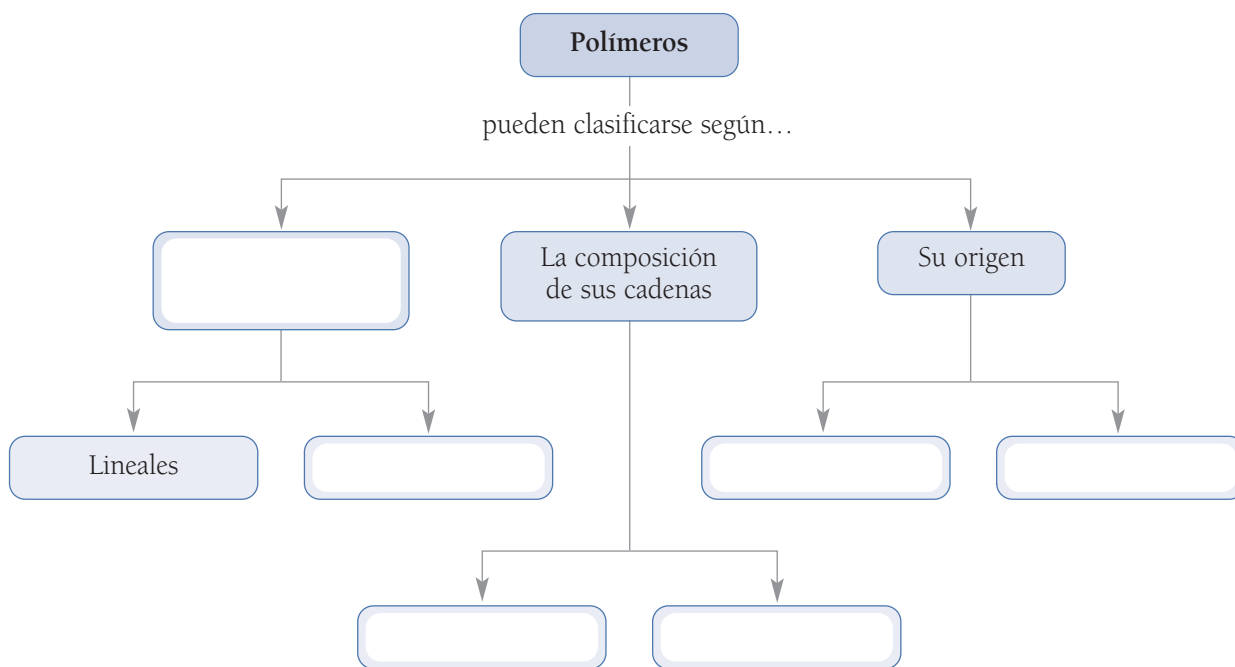 Polímeros
pueden clasificarse según...
La composición
de sus cadenas
Su origen
Lineales